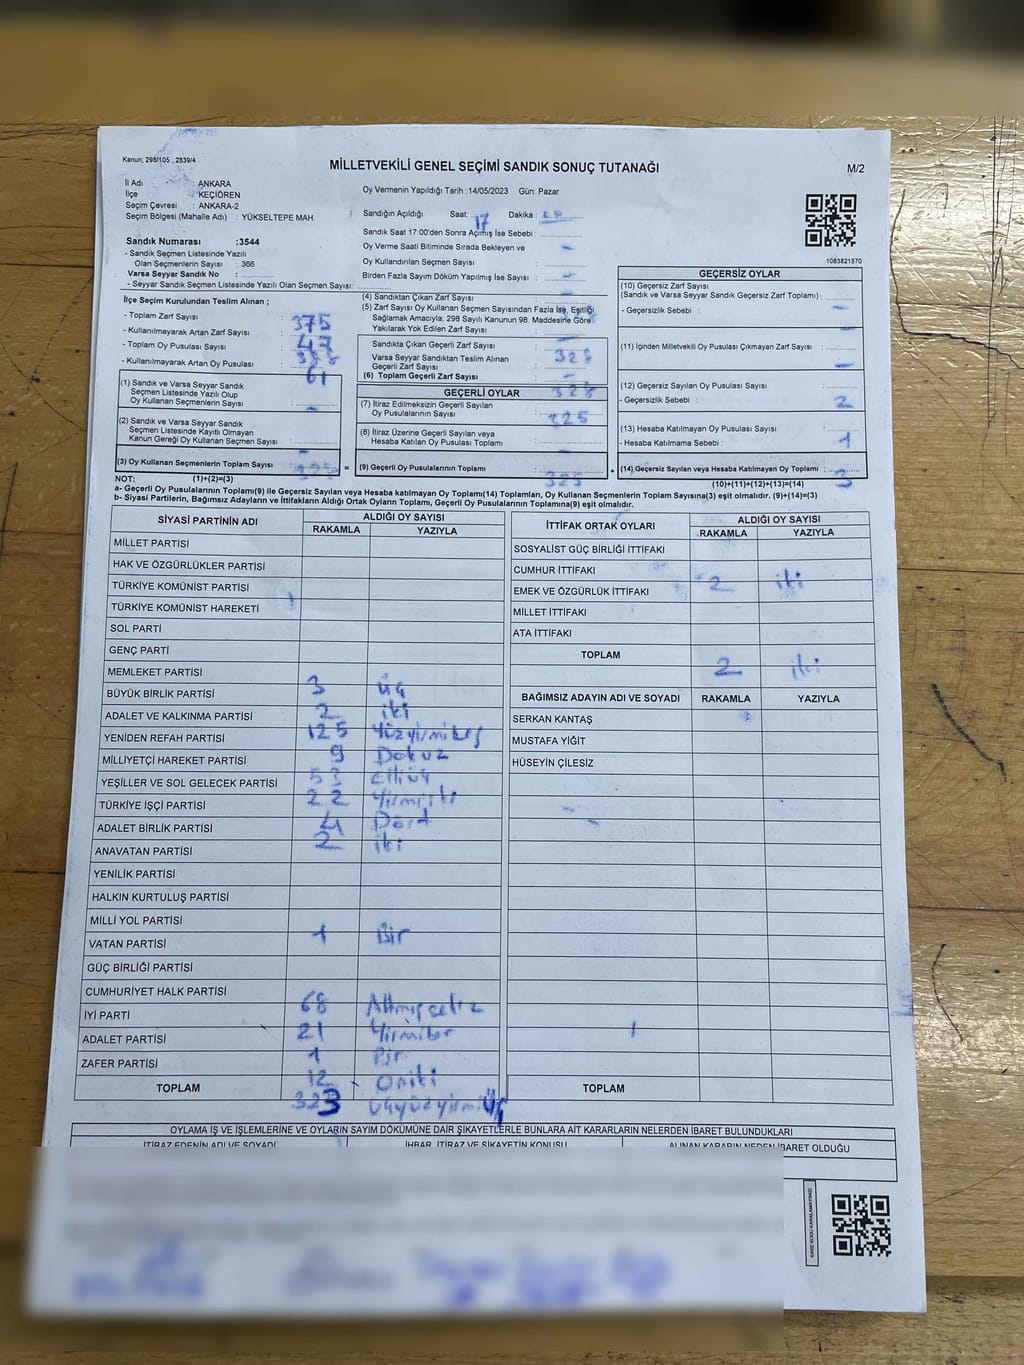 Kanun; 298/105 , 2839/4
MİLLETVEKİLİ GENEL SEÇİMİ SANDIK SONUÇ TUTANAĞI
M/2
İl Adı : ANKARA
İlçe : KEÇİÖREN
Seçim Çevresi : ANKARA-2
Seçim Bölgesi (Mahalle Adı) : YÜKSELTEPE MAH.
Oy Vermenin Yapıldığı Tarih :14/05/2023 Gün: Pazar
Sandığın Açıldığı Saat: 17 Dakika :
Sandık Saat 17:00'den Sonra Açılmış İse Sebebi :
Oy Verme Saati Bitiminde Sırada Bekleyen ve
Oy Kullandırılan Seçmen Sayısı :
Birden Fazla Sayım Döküm Yapılmış İse Sayısı :
1083821570
Sandık Numarası :3544
- Sandık Seçmen Listesinde Yazılı
Olan Seçmenlerin Sayısı : 366
Varsa Seyyar Sandık No :
- Seyyar Sandık Seçmen Listesinde Yazılı Olan Seçmen Sayısı:
İlçe Seçim Kurulundan Teslim Alınan ;
- Toplam Zarf Sayısı : 375
- Kullanılmayarak Artan Zarf Sayısı : 47
- Toplam Oy Pusulası Sayısı :
- Kullanılmayarak Artan Oy Pusulası : 61
(1) Sandık ve Varsa Seyyar Sandık
Seçmen Listesinde Yazılı Olup
Oy Kullanan Seçmenlerin Sayısı :
(2) Sandık ve Varsa Seyyar Sandık
Seçmen Listesinde Kayıtlı Olmayan
Kanun Gereği Oy Kullanan Seçmen Sayısı :
(3) Oy Kullanan Seçmenlerin Toplam Sayısı :
(1)+(2)=(3)
(4) Sandıktan Çıkan Zarf Sayısı :
(5) Zarf Sayısı Oy Kullanan Seçmen Sayısından Fazla İse, Eşitliği
Sağlamak Amacıyla; 298 Sayılı Kanunun 98. Maddesine Göre
Yakılarak Yok Edilen Zarf Sayısı :
Sandıkta Çıkan Geçerli Zarf Sayısı : 328
Varsa Seyyar Sandıktan Teslim Alınan
Geçerli Zarf Sayısı :
(6) Toplam Geçerli Zarf Sayısı : 328
GEÇERLİ OYLAR
(7) İtiraz Edilmeksizin Geçerli Sayılan
Oy Pusulalarının Sayısı : 325
(8) İtiraz Üzerine Geçerli Sayılan veya
Hesaba Katılan Oy Pusulası Toplamı :
= (9) Geçerli Oy Pusulalarının Toplamı : 325 +
GEÇERSİZ OYLAR
(10) Geçersiz Zarf Sayısı
(Sandık ve Varsa Seyyar Sandık Geçersiz Zarf Toplamı) :
- Geçersizlik Sebebi :
(11) İçinden Milletvekili Oy Pusulası Çıkmayan Zarf Sayısı :
(12) Geçersiz Sayılan Oy Pusulası Sayısı :
- Geçersizlik Sebebi : 2
(13) Hesaba Katılmayan Oy Pusulası Sayısı :
- Hesaba Katılmama Sebebi : 1
(14) Geçersiz Sayılan veya Hesaba Katılmayan Oy Toplamı : 3
(10)+(11)+(12)+(13)=(14)
NOT:
a- Geçerli Oy Pusulalarının Toplamı(9) ile Geçersiz Sayılan veya Hesaba katılmayan Oy Toplamı(14) Toplamları, Oy Kullanan Seçmenlerin Toplam Sayısına(3) eşit olmalıdır. (9)+(14)=(3)
b- Siyasi Partilerin, Bağımsız Adayların ve İttifakların Aldığı Ortak Oyların Toplamı, Geçerli Oy Pusulalarının Toplamına(9) eşit olmalıdır.
SİYASİ PARTİNİN ADI ALDIĞI OY SAYISI
RAKAMLA YAZIYLA
MİLLET PARTİSİ
HAK VE ÖZGÜRLÜKLER PARTİSİ
TÜRKİYE KOMÜNİST PARTİSİ
TÜRKİYE KOMÜNİST HAREKETİ
SOL PARTİ
GENÇ PARTİ
MEMLEKET PARTİSİ
3 üç
BÜYÜK BİRLİK PARTİSİ
2 iki
ADALET VE KALKINMA PARTİSİ
125 Yüzyirmibeş
YENİDEN REFAH PARTİSİ
9 Dokuz
MİLLİYETÇİ HAREKET PARTİSİ
53 Elliüç
YEŞİLLER VE SOL GELECEK PARTİSİ
22 Yirmiiki
TÜRKİYE İŞÇİ PARTİSİ
4 Dört
ADALET BİRLİK PARTİSİ
2 iki
ANAVATAN PARTİSİ
YENİLİK PARTİSİ
HALKIN KURTULUŞ PARTİSİ
MİLLİ YOL PARTİSİ
1 Bir
VATAN PARTİSİ
GÜÇ BİRLİĞİ PARTİSİ
CUMHURİYET HALK PARTİSİ
68 Altmışsekiz
İYİ PARTİ
21 Yirmibir
ADALET PARTİSİ
1 Bir
ZAFER PARTİSİ
12 Oniki
TOPLAM
323 üçyüzyirmiüç
İTTİFAK ORTAK OYLARI ALDIĞI OY SAYISI
RAKAMLA YAZIYLA
SOSYALİST GÜÇ BİRLİĞİ İTTİFAKI
CUMHUR İTTİFAKI
2 iki
EMEK VE ÖZGÜRLÜK İTTİFAKI
MİLLET İTTİFAKI
ATA İTTİFAKI
TOPLAM
2 iki
BAĞIMSIZ ADAYIN ADI VE SOYADI RAKAMLA YAZIYLA
SERKAN KANTAŞ
MUSTAFA YİĞİT
HÜSEYİN ÇİLESİZ
TOPLAM
OYLAMA İŞ VE İŞLEMLERİNE VE OYLARIN SAYIM DÖKÜMÜNE DAİR ŞİKAYETLERLE BUNLARA AİT KARARLARIN NELERDEN İBARET BULUNDUKLARI
İTİRAZ EDENİN ADI VE SOYADI İHBAR, İTİRAZ VE ŞİKAYETİN KONUSU ALINAN KARARIN NEDEN İBARET OLDUĞU
KARE KODU KARALAMAYINIZ!